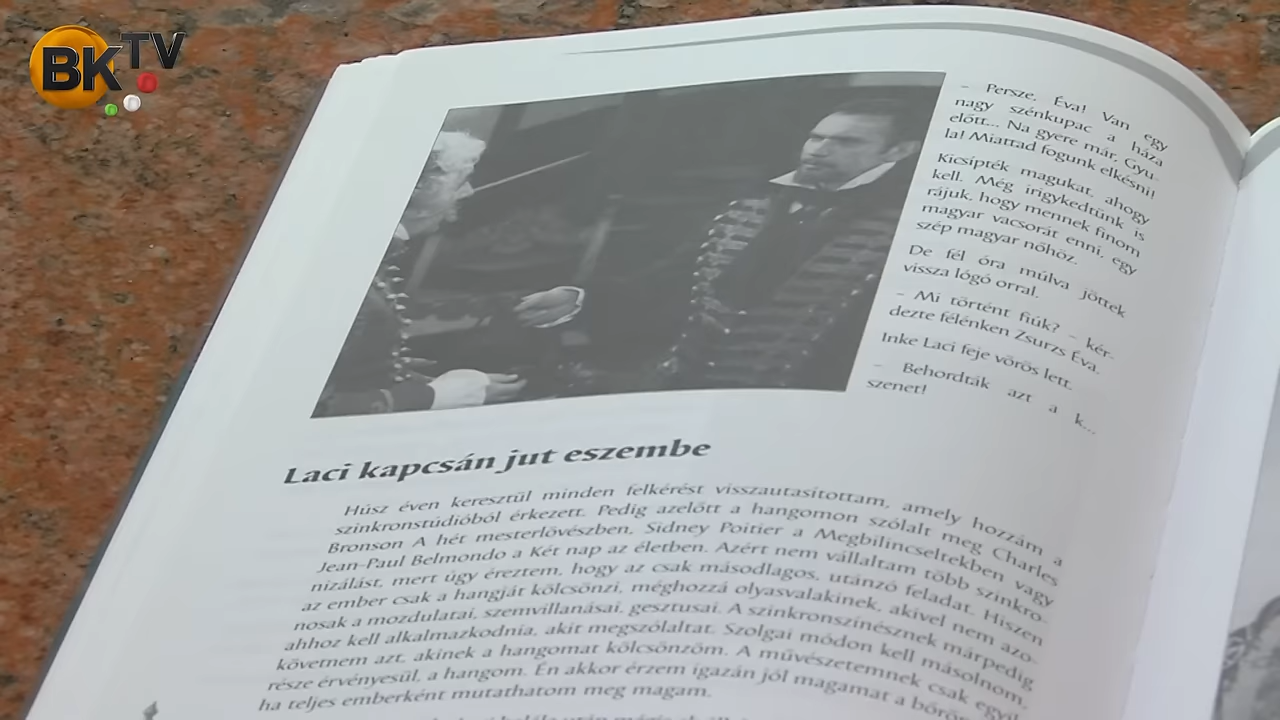 BKTV
– Persze, Éva! Van egy
nagy szénkupac a háza
előtt... Na gyere már, Gyu-
la! Miattad fogunk elkésni!
Kicsípték magukat, ahogy
kell. Még irigykedtünk is
rájuk, hogy mennek finom
magyar vacsorát enni, egy
szép magyar nőhöz.
De fél óra múlva jöttek
vissza lógó orral.
– Mi történt fiúk? – kér-
dezte félénken Zsurzs Éva.
Inke Laci feje vörös lett.
– Behordták azt a k...
szenet!
Laci kapcsán jut eszembe
Húsz éven keresztül minden felkérést visszautasítottam, amely hozzám a
szinkronstúdióból érkezett. Pedig azelőtt a hangomon szólalt meg Charles
Bronson A hét mesterlövészben, Sidney Poitier a Megbilincseltekben vagy
Jean-Paul Belmondo a Két nap az életben. Azért nem vállaltam több szinkro-
nizálást, mert úgy éreztem, hogy az csak másodlagos, utánzó feladat. Hiszen
az ember csak a hangját kölcsönzi, méghozzá olyasvalakinek, akivel nem azo-
nosak a mozdulatai, szemvillanásai, gesztusai. A szinkronszínésznek márpedig
ahhoz kell alkalmazkodnia, akit megszólaltat. Szolgai módon kell másolnom,
követnem azt, akinek a hangomat kölcsönzöm. A művészetemnek csak egyik
része érvényesül, a hangom. Én akkor érzem igazán jól magamat a bőröm
ha teljes emberként mutathatom meg magam.